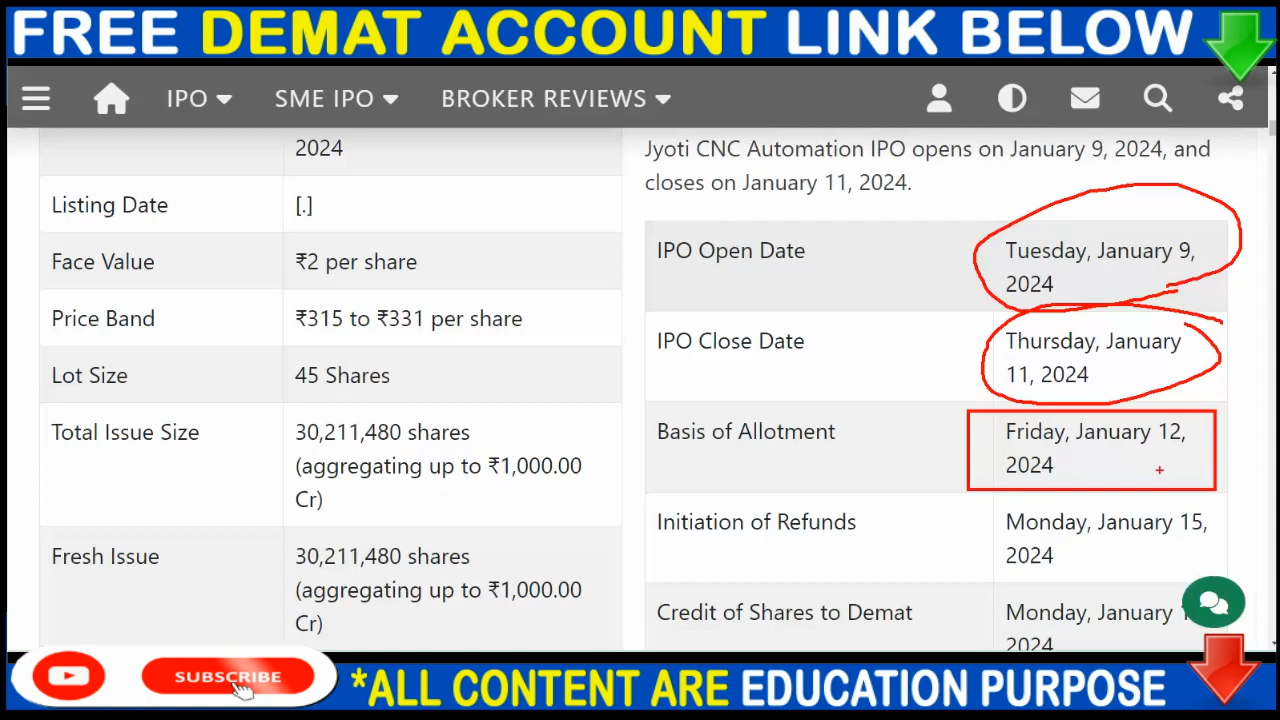 FREE DEMAT ACCOUNT LINK BELOW
IPO
SME IPO
BROKER REVIEWS
2024
Listing Date
[.]
Face Value
₹2 per share
Price Band
₹315 to ₹331 per share
Lot Size
45 Shares
Total Issue Size
30,211,480 shares
(aggregating up to ₹1,000.00
Cr)
Fresh Issue
30,211,480 shares
(aggregating up to ₹1,000.00
Cr)
Jyoti CNC Automation IPO opens on January 9, 2024, and
closes on January 11, 2024.
IPO Open Date
Tuesday, January 9,
2024
IPO Close Date
Thursday, January
11, 2024
Basis of Allotment
Friday, January 12,
2024
Initiation of Refunds
Monday, January 15,
2024
Credit of Shares to Demat
Monday, January
2024
SUBSCRIBE
*ALL CONTENT ARE EDUCATION PURPOSE